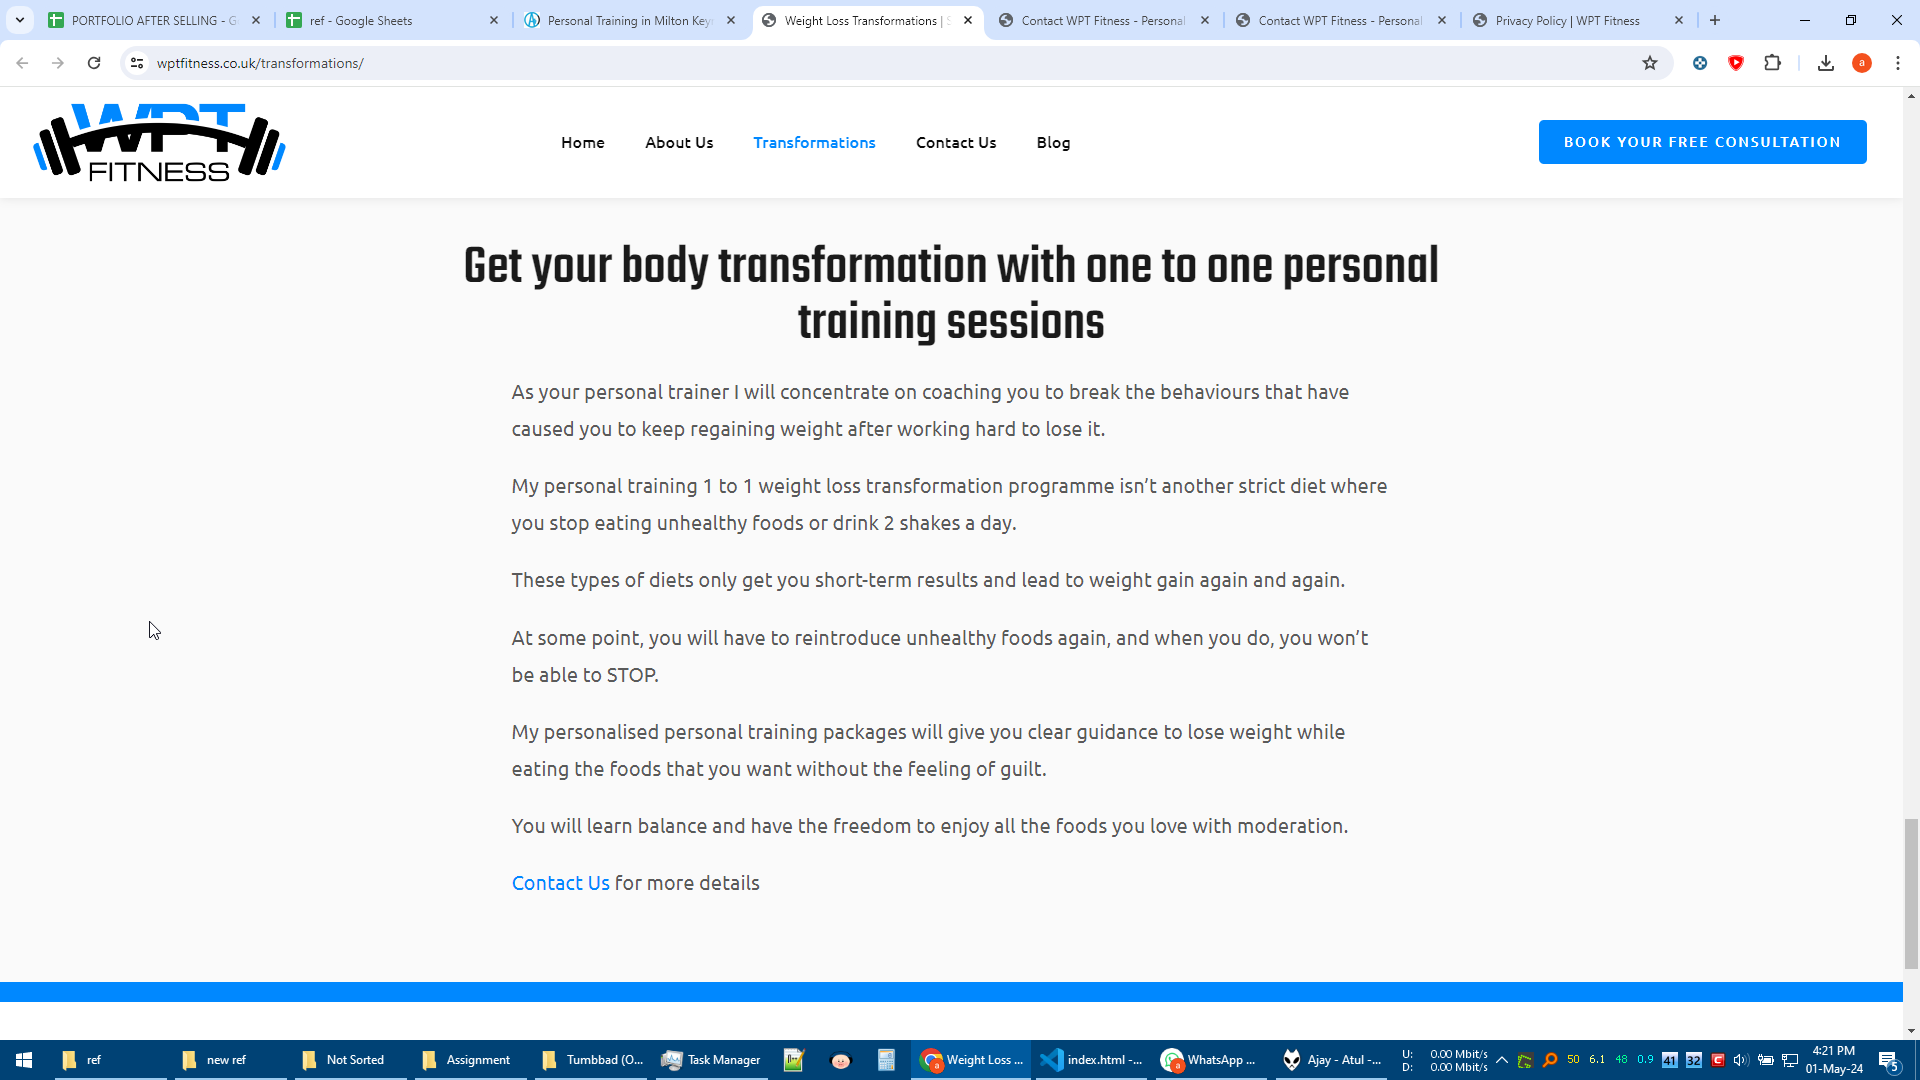 PORTFOLIO AFTER SELLING - G
ref - Google Sheets
Personal Training in Milton Key
Weight Loss Transformations | S
Contact WPT Fitness - Personal
Contact WPT Fitness - Personal
Privacy Policy | WPT Fitness
wptfitness.co.uk/transformations/
a
WPT
FITNESS
Home
About Us
Transformations
Contact Us
Blog
BOOK YOUR FREE CONSULTATION
Get your body transformation with one to one personal
training sessions
As your personal trainer I will concentrate on coaching you to break the behaviours that have
caused you to keep regaining weight after working hard to lose it.
My personal training 1 to 1 weight loss transformation programme isn’t another strict diet where
you stop eating unhealthy foods or drink 2 shakes a day.
These types of diets only get you short-term results and lead to weight gain again and again.
At some point, you will have to reintroduce unhealthy foods again, and when you do, you won’t
be able to STOP.
My personalised personal training packages will give you clear guidance to lose weight while
eating the foods that you want without the feeling of guilt.
You will learn balance and have the freedom to enjoy all the foods you love with moderation.
Contact Us for more details
ref
new ref
Not Sorted
Assignment
Tumbbad (O...
Task Manager
Weight Loss ...
index.html -...
WhatsApp ...
Ajay - Atul -...
U: 0.00 Mbit/s
D: 0.00 Mbit/s
50 6.1 48 0.9 41 32
4:21 PM
01-May-24
5